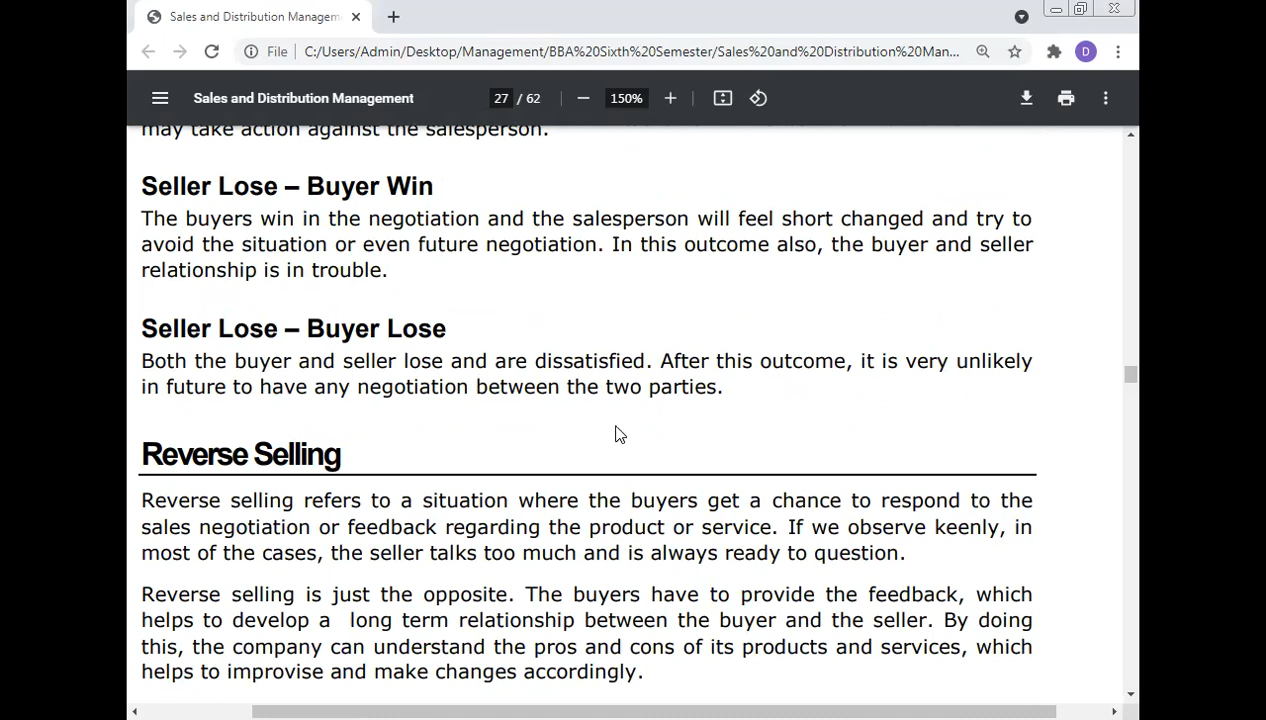 Sales and Distribution Managem
File C:/Users/Admin/Desktop/Management/BBA%20Sixth%20Semester/Sales%20and%20Distribution%20Man... D
Sales and Distribution Management 27 / 62 150%
may take action against the salesperson.
Seller Lose – Buyer Win
The buyers win in the negotiation and the salesperson will feel short changed and try to
avoid the situation or even future negotiation. In this outcome also, the buyer and seller
relationship is in trouble.
Seller Lose – Buyer Lose
Both the buyer and seller lose and are dissatisfied. After this outcome, it is very unlikely
in future to have any negotiation between the two parties.
Reverse Selling
Reverse selling refers to a situation where the buyers get a chance to respond to the
sales negotiation or feedback regarding the product or service. If we observe keenly, in
most of the cases, the seller talks too much and is always ready to question.
Reverse selling is just the opposite. The buyers have to provide the feedback, which
helps to develop a long term relationship between the buyer and the seller. By doing
this, the company can understand the pros and cons of its products and services, which
helps to improvise and make changes accordingly.